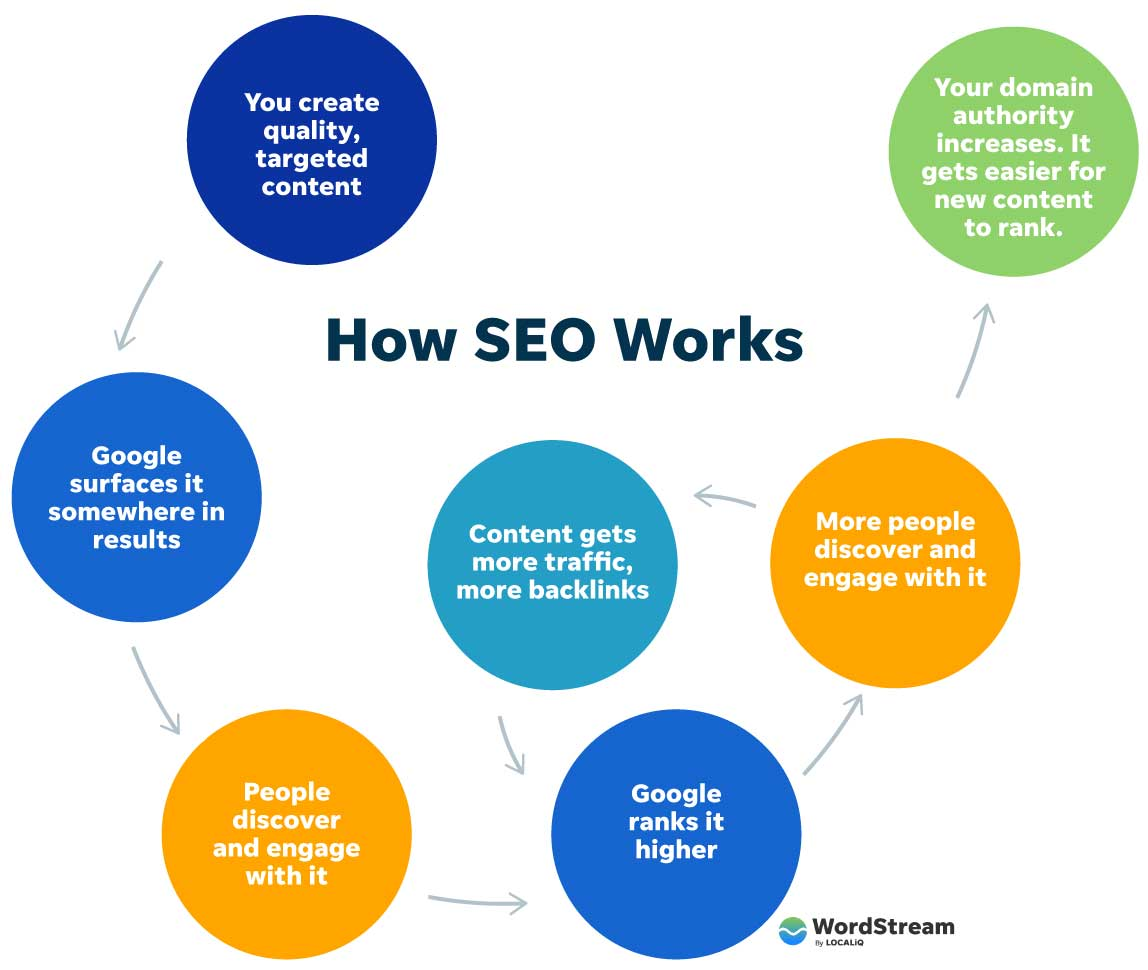 You create
quality,
targeted
content
Your domain
authority
increases. It
gets easier for
new content
to rank.
How SEO Works
Google
surfaces it
somewhere in
results
Content gets
more traffic,
more backlinks
More people
discover and
engage with it
People
discover
and engage
with it
Google
ranks it
higher
WordStream
By LOCALiQ